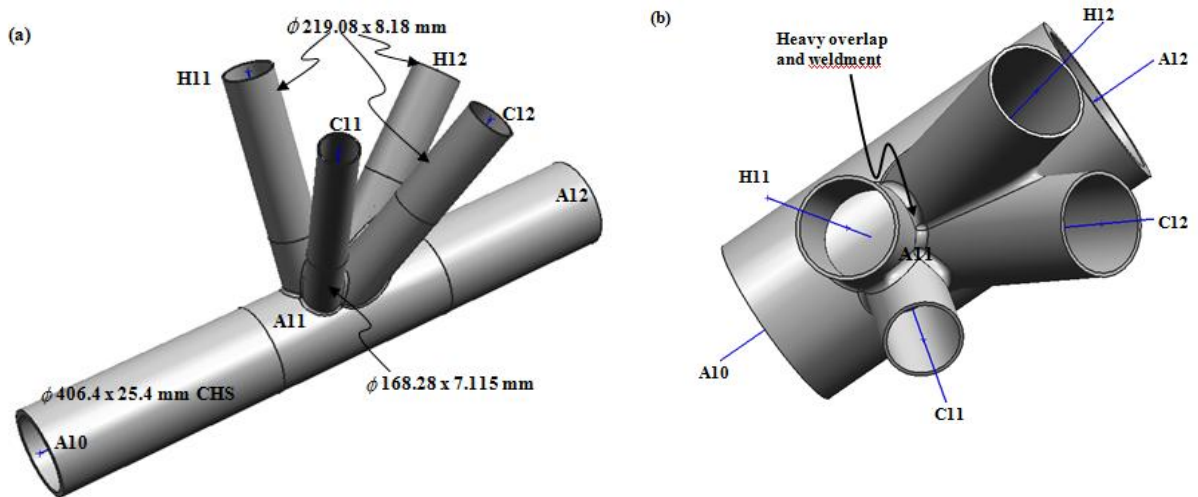 (a)
ϕ 219.08 x 8.18 mm
H11
H12
C11
C12
A12
A11
ϕ 406.4 x 25.4 mm CHS
ϕ 168.28 x 7.115 mm
A10
(b)
H12
Heavy overlap
and weldment
A12
H11
C12
A11
A10
C11